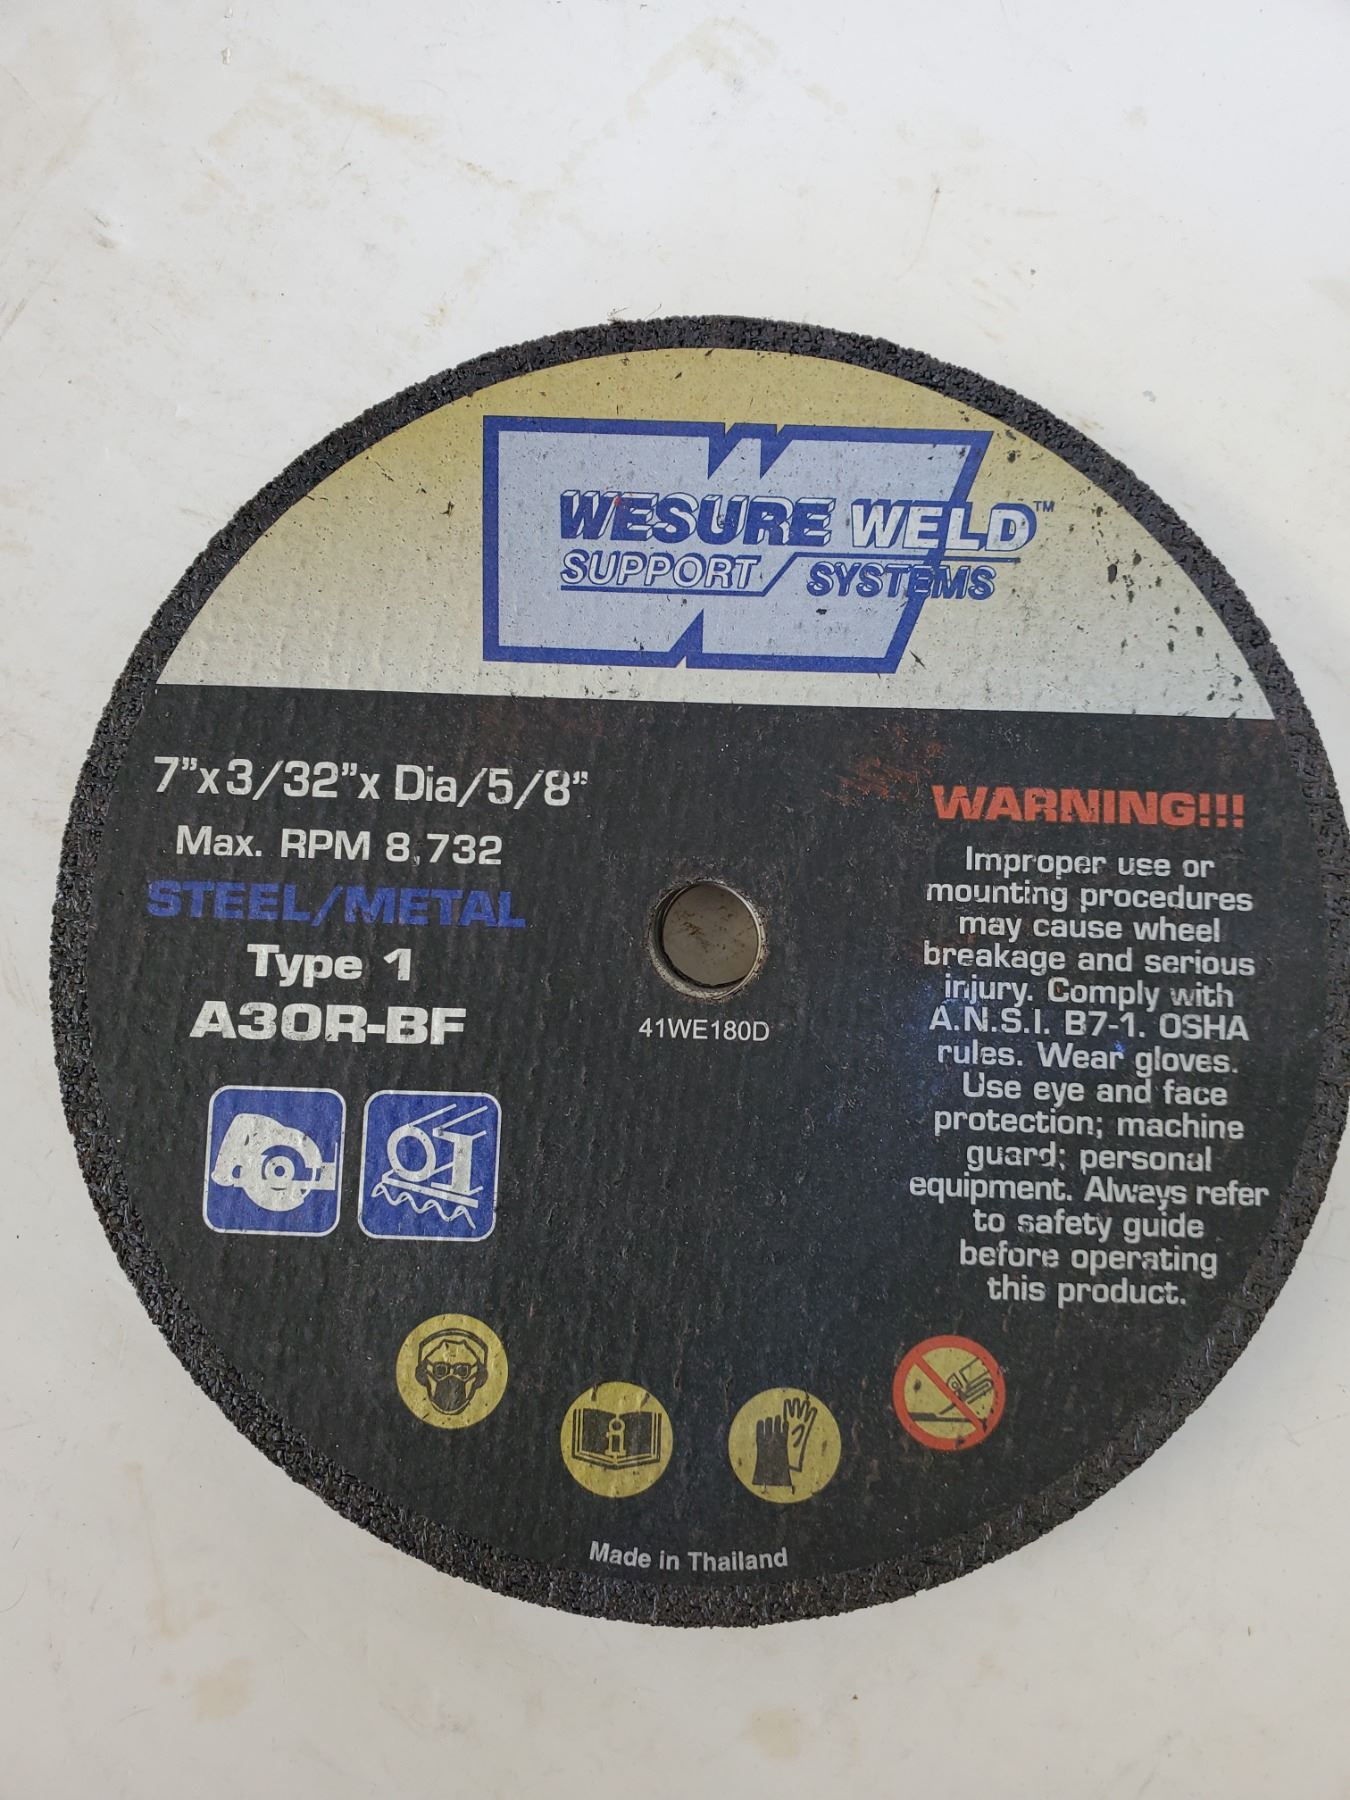 WESURE WELD™
SUPPORT SYSTEMS
7"x3/32"x Dia/5/8"
Max. RPM 8,732
STEEL/METAL
Type 1
A30R-BF
41WE180D
WARNING!!!
Improper use or
mounting procedures
may cause wheel
breakage and serious
injury. Comply with
A.N.S.I. B7-1. OSHA
rules. Wear gloves.
Use eye and face
protection; machine
guard; personal
equipment. Always refer
to safety guide
before operating
this product.
i
Made in Thailand